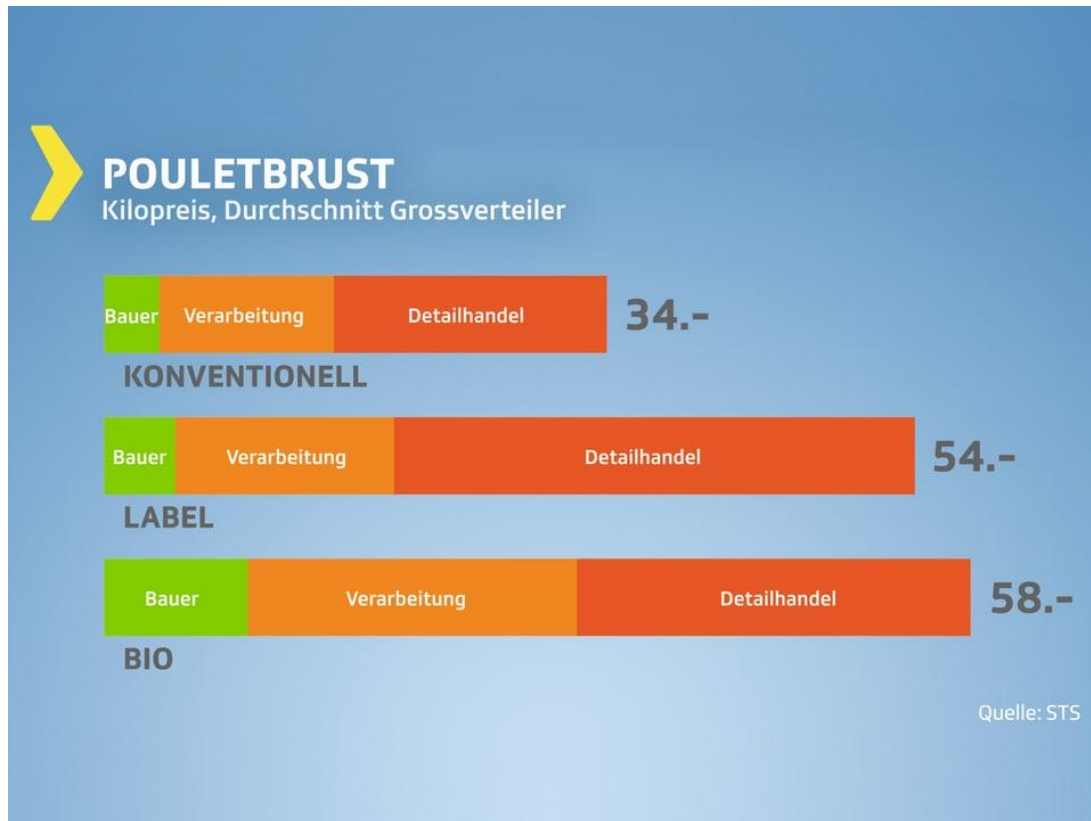 POULETBRUST
Kilopreis, Durchschnitt Grossverteiler
Bauer Verarbeitung Detailhandel 34.-
KONVENTIONELL
Bauer Verarbeitung Detailhandel 54.-
LABEL
Bauer Verarbeitung Detailhandel 58.-
BIO
Quelle: STS